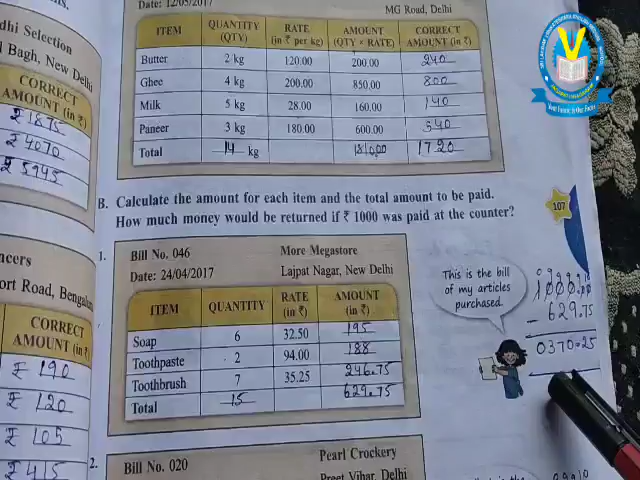 Date: 12/05/2017
MG Road, Delhi
ITEM QUANTITY (QTY) RATE (in ₹ per kg) AMOUNT (QTY × RATE) CORRECT AMOUNT (in ₹)
Butter 2 kg 120.00 200.00 240
Ghee 4 kg 200.00 850.00 800
Milk 5 kg 28.00 160.00 140
Paneer 3 kg 180.00 600.00 540
Total 14 kg 1810.00 1720
dhi Selection
l Bagh, New Delhi
CORRECT
AMOUNT (in ₹)
₹1875
₹4070
₹5945
B. Calculate the amount for each item and the total amount to be paid.
How much money would be returned if ₹ 1000 was paid at the counter?
107
1.
Bill No. 046 More Megastore
Date: 24/04/2017 Lajpat Nagar, New Delhi
ITEM QUANTITY RATE (in ₹) AMOUNT (in ₹)
Soap 6 32.50 195
Toothpaste 2 94.00 188
Toothbrush 7 35.25 246.75
Total 15 629.75
This is the bill
of my articles
purchased.
1000.00
- 629.75
0370.25
ncers
ort Road, Bengalu
CORRECT
AMOUNT (in ₹)
₹ 190
₹ 120
₹ 105
₹ 415
2.
Bill No. 020 Pearl Crockery
Preet Vihar, Delhi